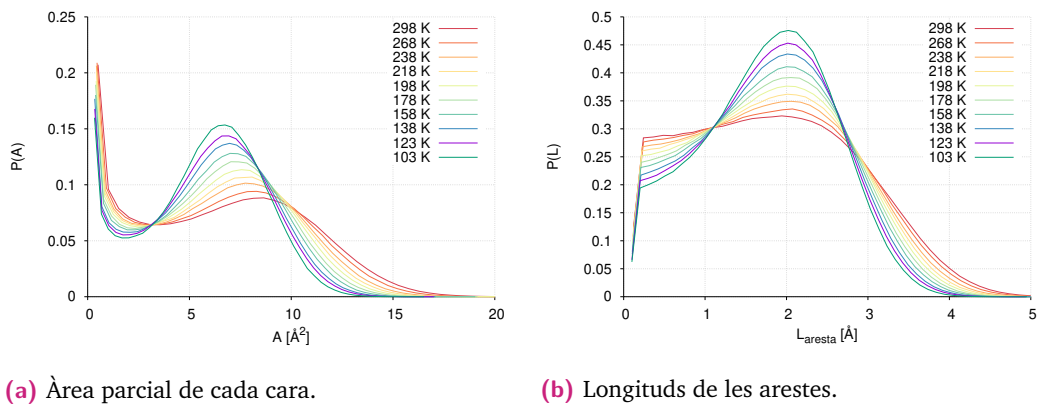 0.25
0.2
0.15
0.1
0.05
0
0
5
10
15
20
P(A)
A [Å²]
298 K
268 K
238 K
218 K
198 K
178 K
158 K
138 K
123 K
103 K
0.5
0.45
0.4
0.35
0.3
0.25
0.2
0.15
0.1
0.05
0
0
1
2
3
4
5
P(L)
Laresta [Å]
298 K
268 K
238 K
218 K
198 K
178 K
158 K
138 K
123 K
103 K
(a) Àrea parcial de cada cara.
(b) Longituds de les arestes.